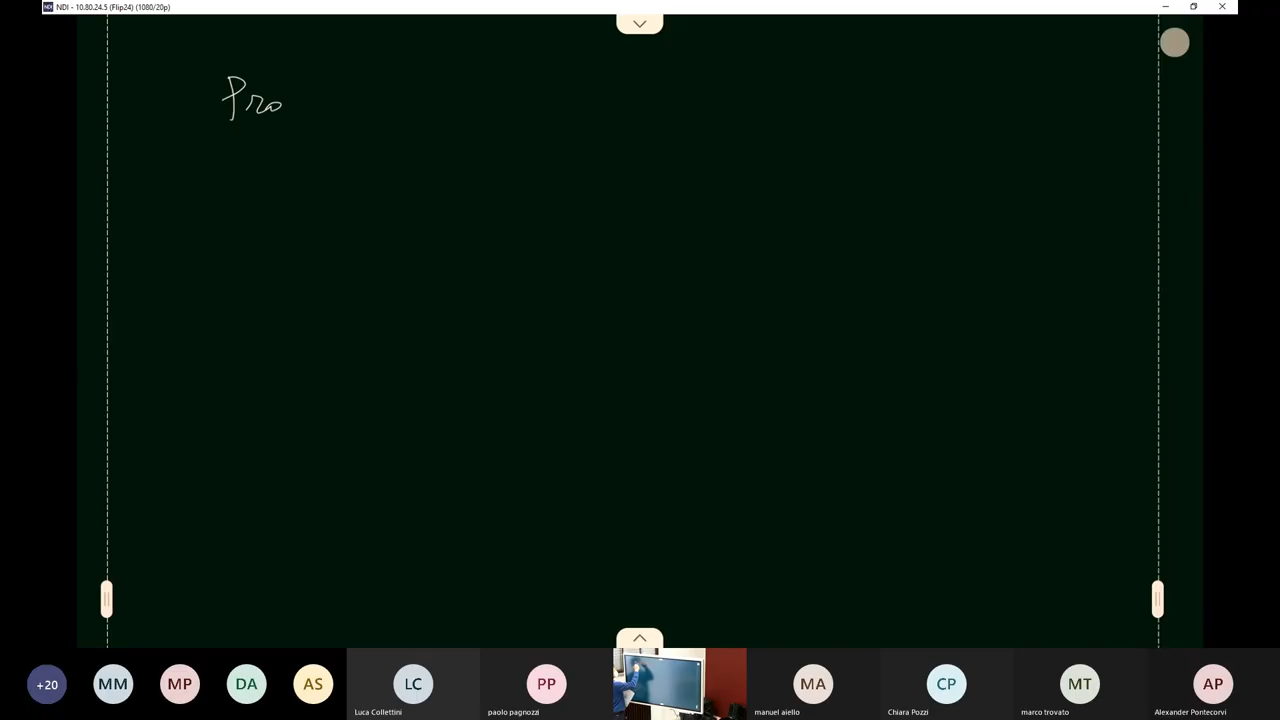 NDI - 10.80.24.5 (Flip24) (1080/20p)
Pro
+20
MM
MP
DA
AS
LC
Luca Collettini
PP
paolo pagnozzi
MA
manuel aiello
CP
Chiara Pozzi
MT
marco trovato
AP
Alexander Pontecorvi